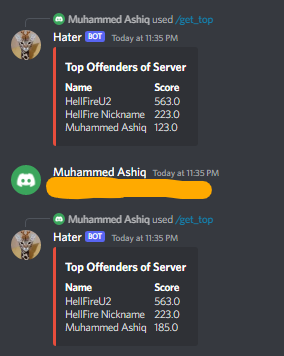 Muhammed Ashiq used /get_top
Hater BOT Today at 11:35 PM
Top Offenders of Server
Name Score
HellFireU2 563.0
HellFire Nickname 223.0
Muhammed Ashiq 123.0
Muhammed Ashiq Today at 11:35 PM
Muhammed Ashiq used /get_top
Hater BOT Today at 11:35 PM
Top Offenders of Server
Name Score
HellFireU2 563.0
HellFire Nickname 223.0
Muhammed Ashiq 185.0